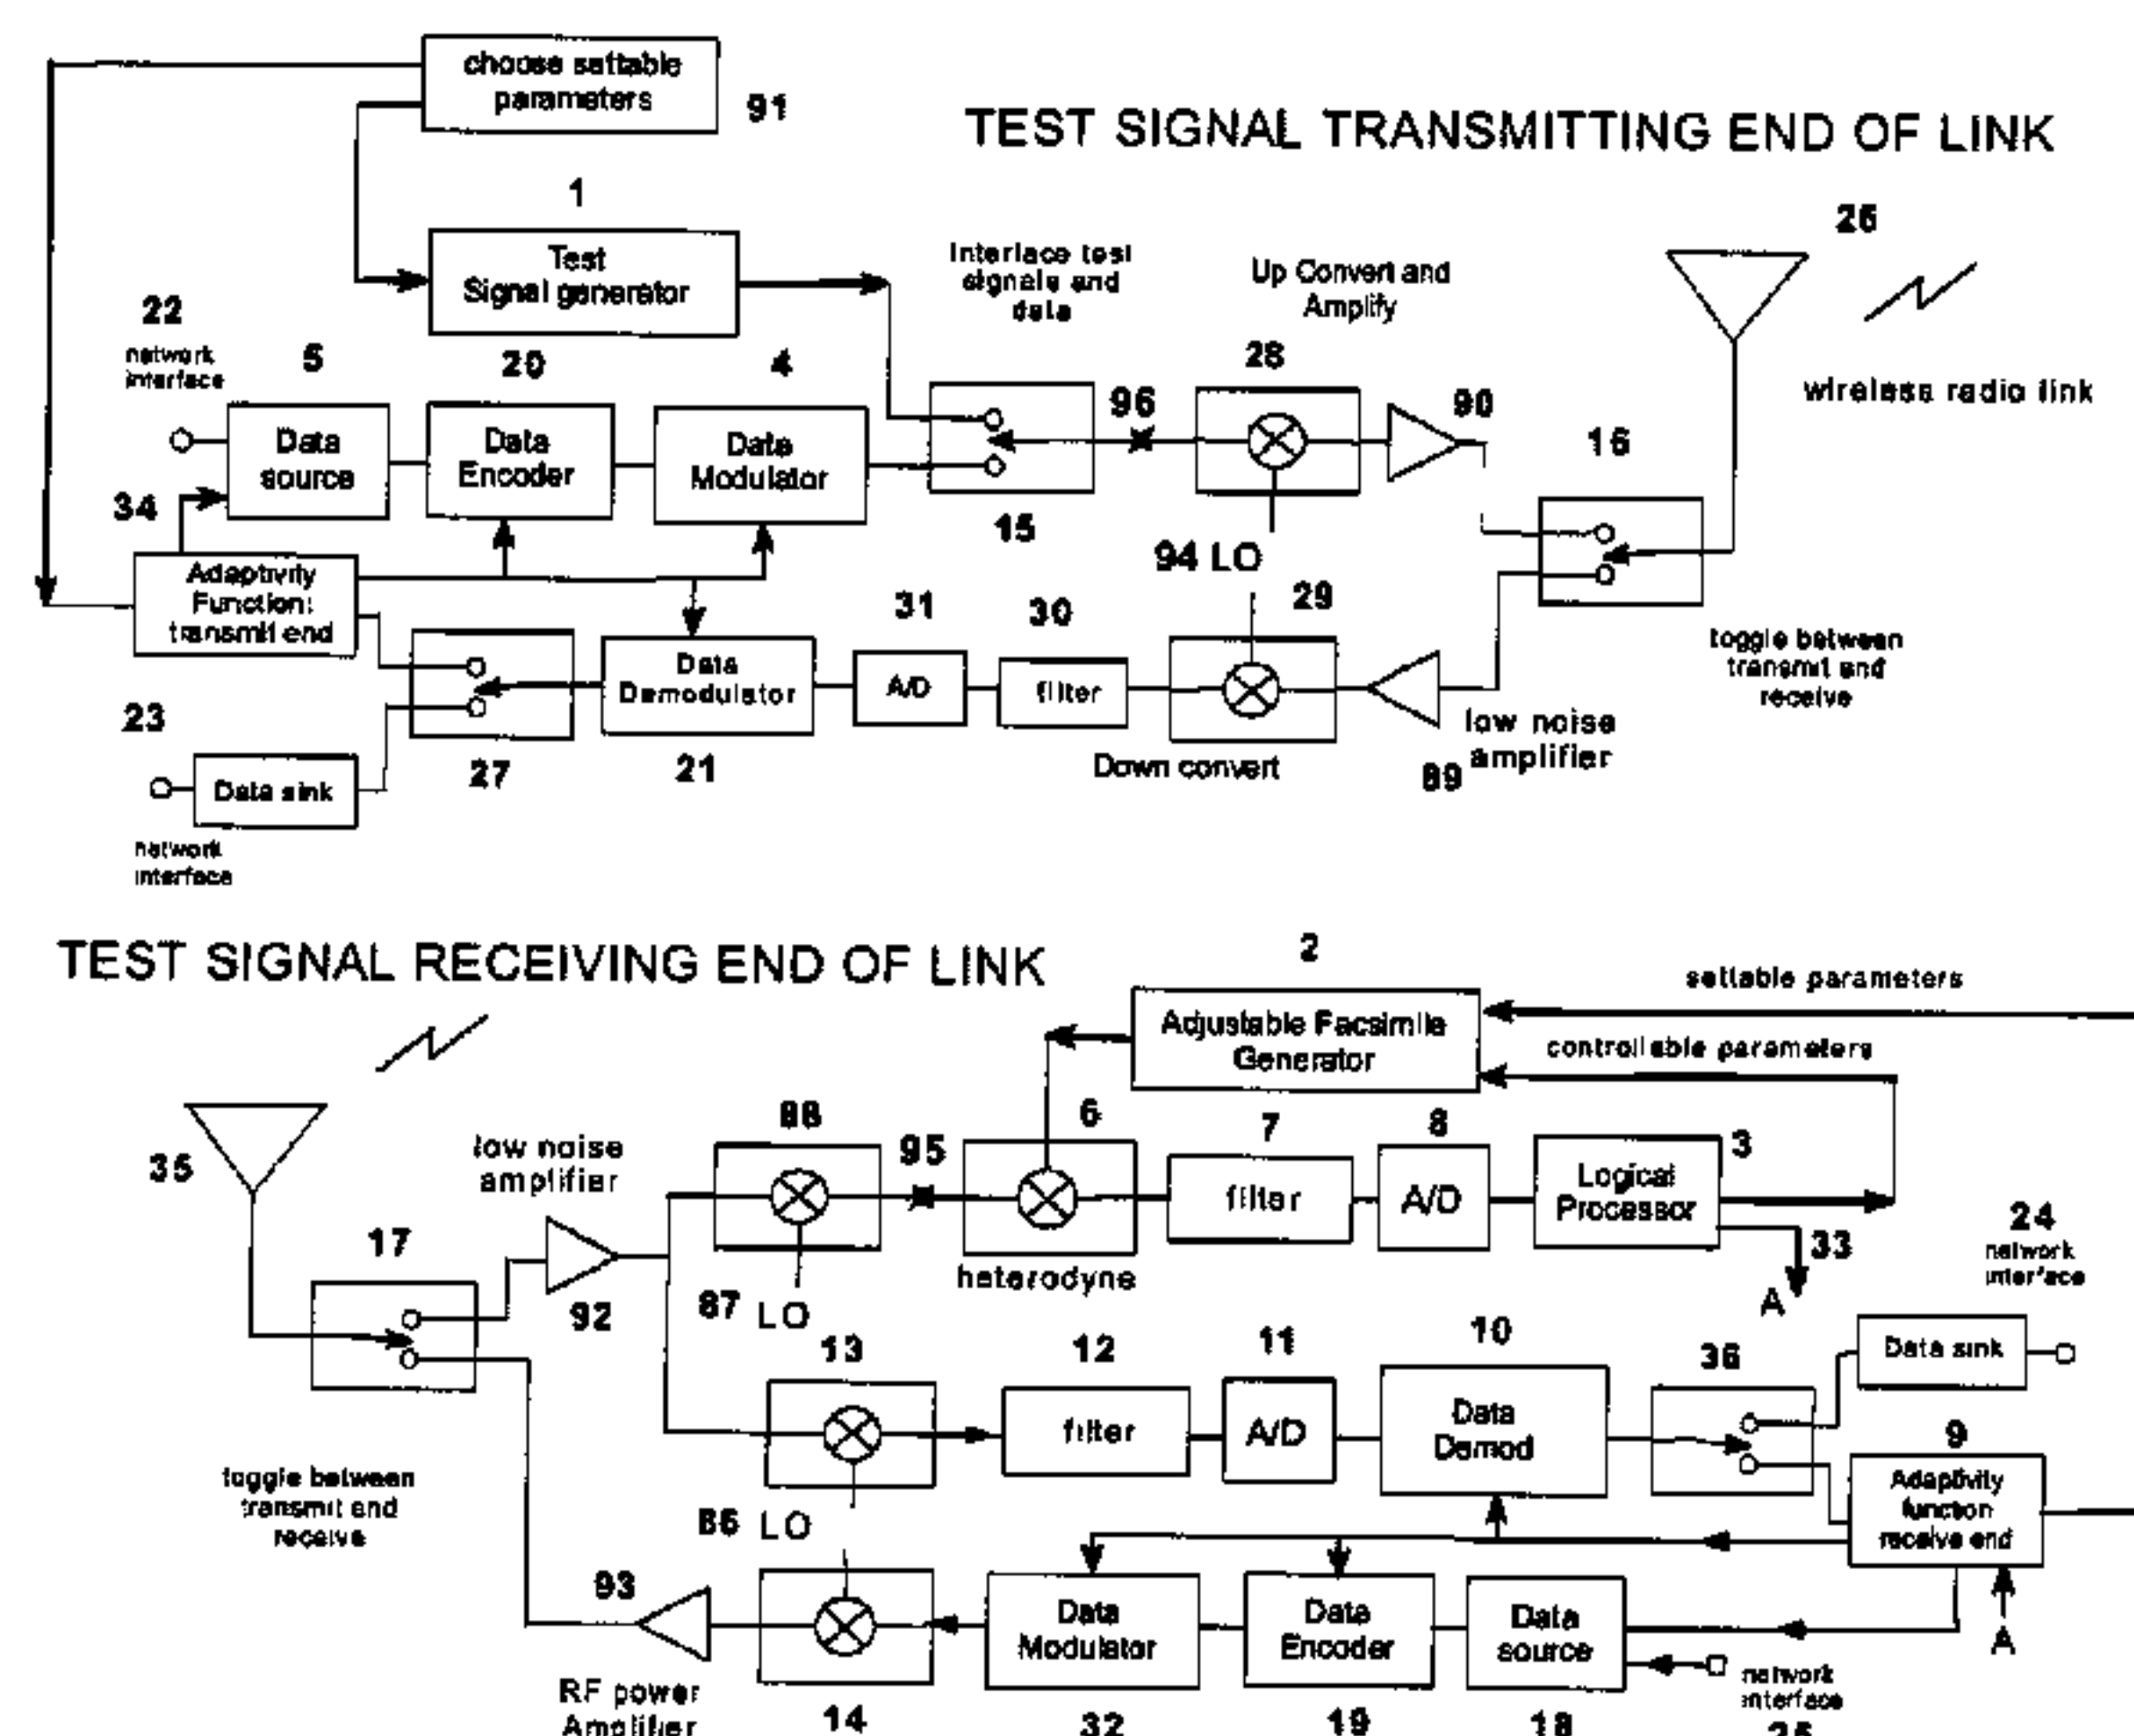 choose settable
parameters
91
TEST SIGNAL TRANSMITTING END OF LINK
1
Test
Signal generator
26
Interlace test
signals and
data
Up Convert and
Amplify
22
network
interface
5
20
4
28
wireless radio link
Data
source
Data
Encoder
Data
Modulator
96
90
16
34
15
94 LO
Adaptivity
Function:
transmit end
31
30
29
Data
Demodulator
A/D
filter
toggle between
transmit and
receive
23
low noise
amplifier
Data sink
27
21
Down convert
89
network
interface
TEST SIGNAL RECEIVING END OF LINK
2
settable parameters
Adjustable Facsimile
Generator
controllable parameters
35
low noise
amplifier
88
95
6
7
8
3
filter
A/D
Logical
Processor
17
92
87 LO
heterodyne
33
A
24
network
interface
13
12
11
10
36
Data sink
filter
A/D
Data
Demod
9
Adaptivity
function
receive end
toggle between
transmit and
receive
86 LO
93
Data
Modulator
Data
Encoder
Data
source
A
network
interface
RF power
Amplifier
14
32
19
18
25